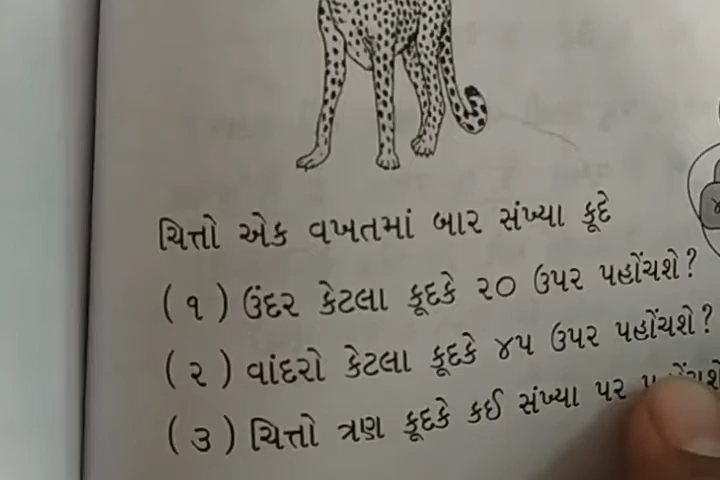 ચિત્તો એક વખતમાં બાર સંખ્યા કૂદે
(૧) ઉંદર કેટલા કૂદકે ૨૦ ઉપર પહોંચશે?
(૨) વાંદરો કેટલા કૂદકે ૪૫ ઉપર પહોંચશે?
(૩) ચિત્તો ત્રણ કૂદકે કઈ સંખ્યા પર